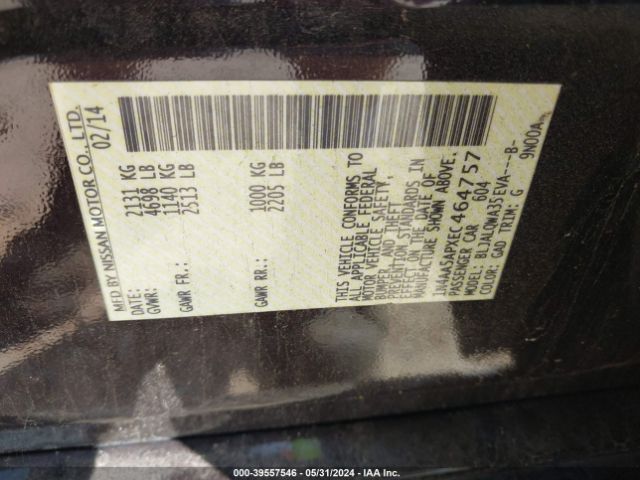 MFD BY NISSAN MOTOR CO., LTD.
02/14
GVWR: 2131 KG
4698 LB
GAWR FR.: 1140 KG
2513 LB
GAWR RR.: 1000 KG
2205 LB
THIS VEHICLE CONFORMS TO
ALL APPLICABLE FEDERAL
MOTOR VEHICLE SAFETY,
BUMPER, AND THEFT
PREVENTION STANDARDS IN
EFFECT ON THE DATE OF
MANUFACTURE SHOWN ABOVE.
1N4AA5APXEC464757
PASSENGER CAR 604
MODEL: BLJALQWA35EVA---B-
COLOR: GAD TRIM: G 9N00A
000-39557546 - 05/31/2024 - IAA Inc.